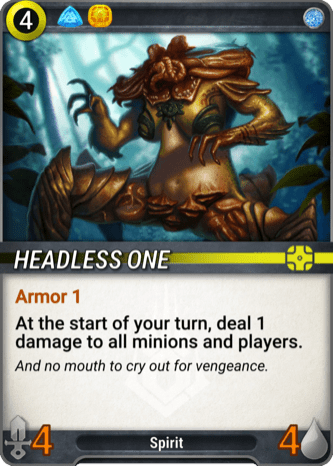 4
HEADLESS ONE
Armor 1
At the start of your turn, deal 1
damage to all minions and players.
And no mouth to cry out for vengeance.
4 Spirit 4